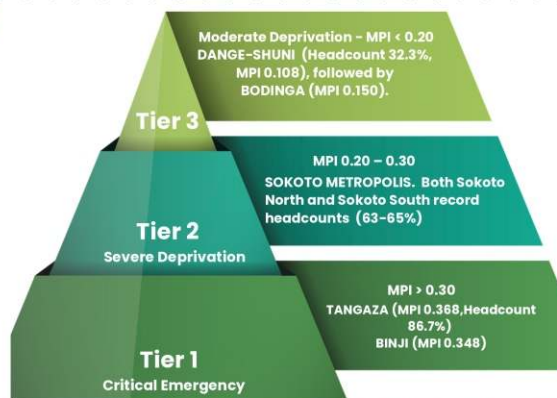 Moderate Deprivation - MPI < 0.20
DANGE-SHUNI (Headcount 32.3%,
MPI 0.108), followed by
BODINGA (MPI 0.150).
Tier 3
MPI 0.20 – 0.30
SOKOTO METROPOLIS. Both Sokoto
North and Sokoto South record
headcounts (63-65%)
Tier 2
Severe Deprivation
MPI > 0.30
TANGAZA (MPI 0.368,Headcount
86.7%)
BINJI (MPI 0.348)
Tier 1
Critical Emergency